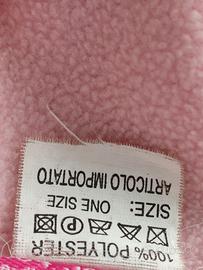 100% POLYESTER
SIZE: ONE SIZE
ARTICOLO IMPORTATO